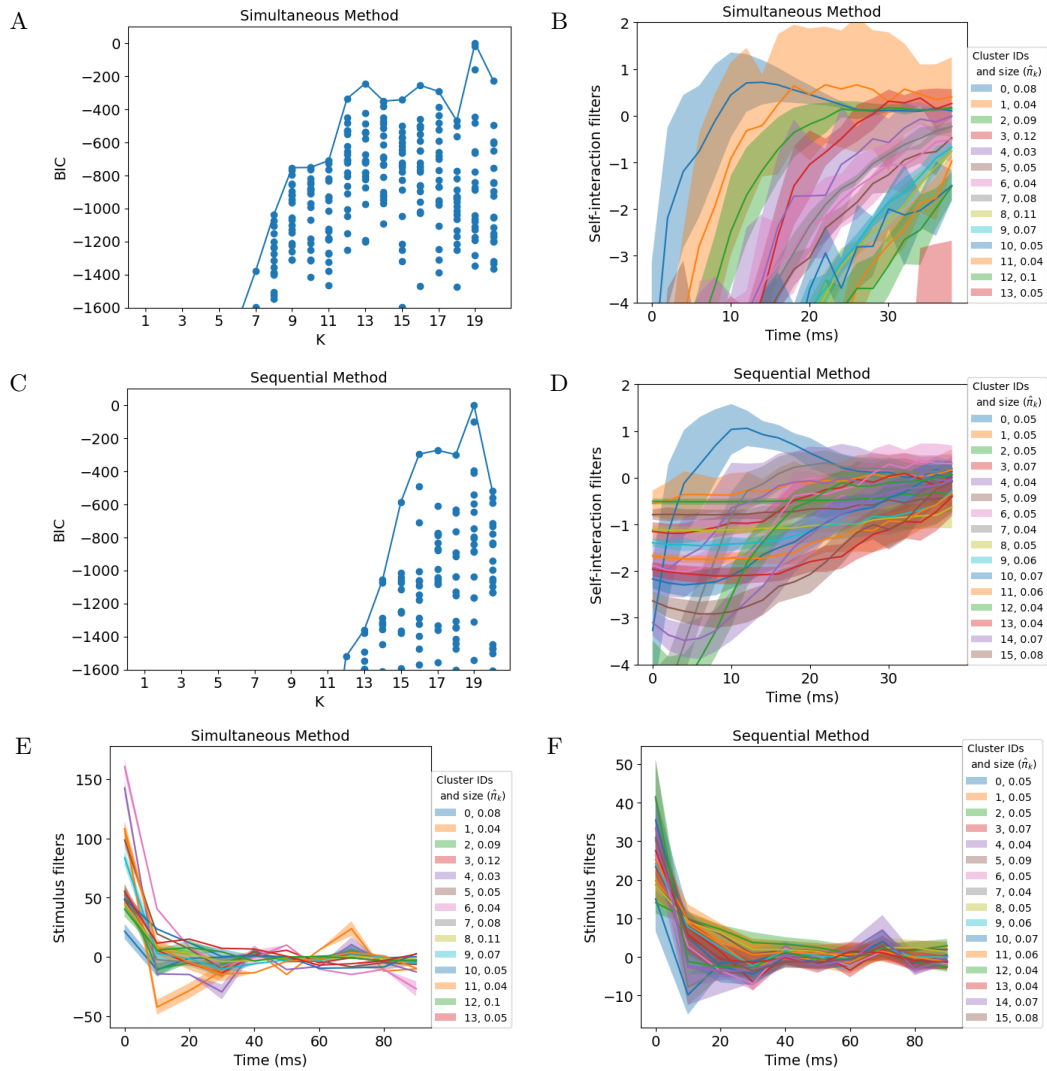 A
Simultaneous Method
BIC
0
−200
−400
−600
−800
−1000
−1200
−1400
−1600
1 3 5 7 9 11 13 15 17 19
K
B
Simultaneous Method
Self-interaction filters
2
1
0
−1
−2
−3
−4
0 10 20 30
Time (ms)
Cluster IDs
and size (π̂k)
0, 0.08
1, 0.04
2, 0.09
3, 0.12
4, 0.03
5, 0.05
6, 0.04
7, 0.08
8, 0.11
9, 0.07
10, 0.05
11, 0.04
12, 0.1
13, 0.05
C
Sequential Method
BIC
0
−200
−400
−600
−800
−1000
−1200
−1400
−1600
1 3 5 7 9 11 13 15 17 19
K
D
Sequential Method
Self-interaction filters
2
1
0
−1
−2
−3
−4
0 10 20 30
Time (ms)
Cluster IDs
and size (π̂k)
0, 0.05
1, 0.05
2, 0.05
3, 0.07
4, 0.04
5, 0.09
6, 0.05
7, 0.04
8, 0.05
9, 0.06
10, 0.07
11, 0.06
12, 0.04
13, 0.04
14, 0.07
15, 0.08
E
Simultaneous Method
Stimulus filters
150
100
50
0
−50
0 20 40 60 80
Time (ms)
Cluster IDs
and size (π̂k)
0, 0.08
1, 0.04
2, 0.09
3, 0.12
4, 0.03
5, 0.05
6, 0.04
7, 0.08
8, 0.11
9, 0.07
10, 0.05
11, 0.04
12, 0.1
13, 0.05
F
Sequential Method
Stimulus filters
50
40
30
20
10
0
−10
0 20 40 60 80
Time (ms)
Cluster IDs
and size (π̂k)
0, 0.05
1, 0.05
2, 0.05
3, 0.07
4, 0.04
5, 0.09
6, 0.05
7, 0.04
8, 0.05
9, 0.06
10, 0.07
11, 0.06
12, 0.04
13, 0.04
14, 0.07
15, 0.08